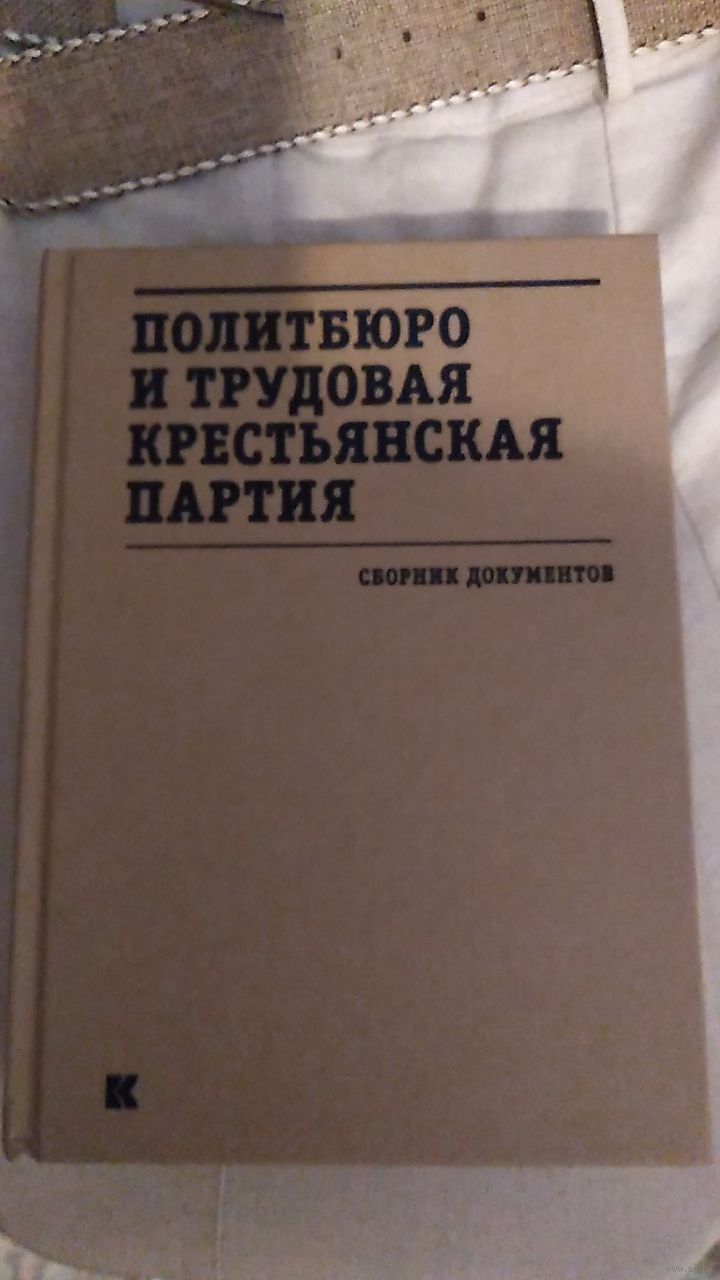 ПОЛИТБЮРО
И ТРУДОВАЯ
КРЕСТЬЯНСКАЯ
ПАРТИЯ
СБОРНИК ДОКУМЕНТОВ
К